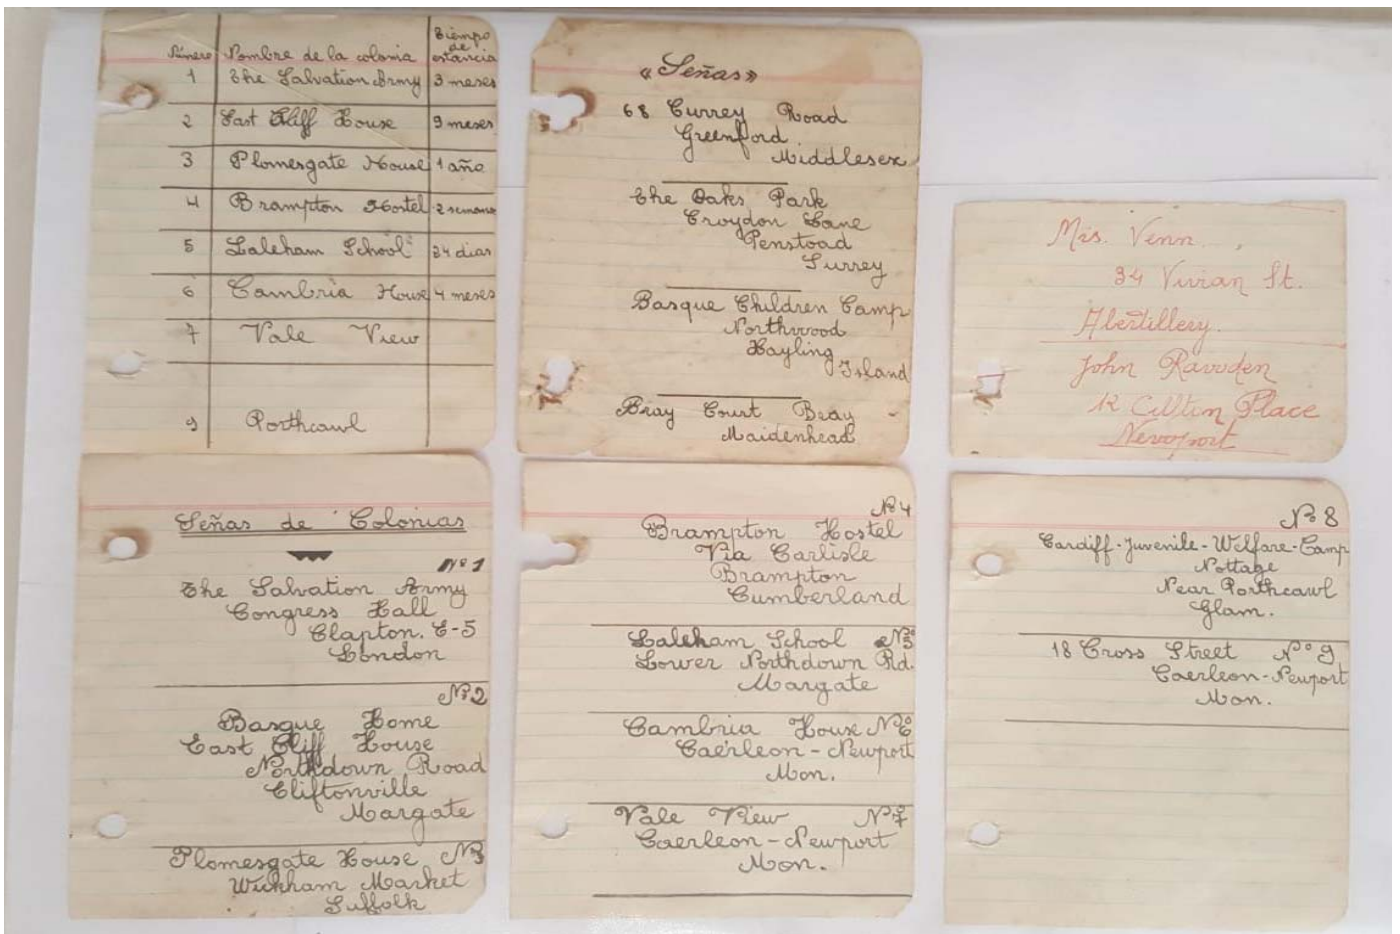 Número Nombre de la colonia Tiempo de estáncia
1 The Salvation Army 3 meses
2 East Cliff House 9 meses
3 Plomesgate House 1 año
4 Brampton Hostel 2 semanas
5 Laleham School 34 dias
6 Cambria House 4 meses
7 Vale View
9 Porthcawl
«Señas»
68 Currey Road
Greenford
Middlesex
The Oaks Park
Croydon Lane
Penstoad
Surrey
Basque Children Camp
Northwood
Hayling
Island
Bray Court Bray
Maidenhead
Mrs. Venn.
34 Vivian St.
Abertillery.
John Ravden
12 Place
Newport
Señas de Colonias
Nº 1
The Salvation Army
Congress Hall
Clapton. E-5
London
Nº 2
Basque Home
East Cliff House
Northdown Road
Cliftonville
Margate
Plomesgate House Nº 3
Wickham Market
Suffolk
Nº 4
Brampton Hostel
Via Carlisle
Brampton
Cumberland
Laleham School Nº 5
Lower Northdown Rd.
Margate
Cambria House Nº 6
Caerleon-Newport
Mon.
Vale View Nº 7
Caerleon-Newport
Mon.
Nº 8
Cardiff-Juvenile-Welfare-Camp
Nottage
Near Porthcawl
Glam.
18 Cross Street Nº 9
Caerleon-Newport
Mon.